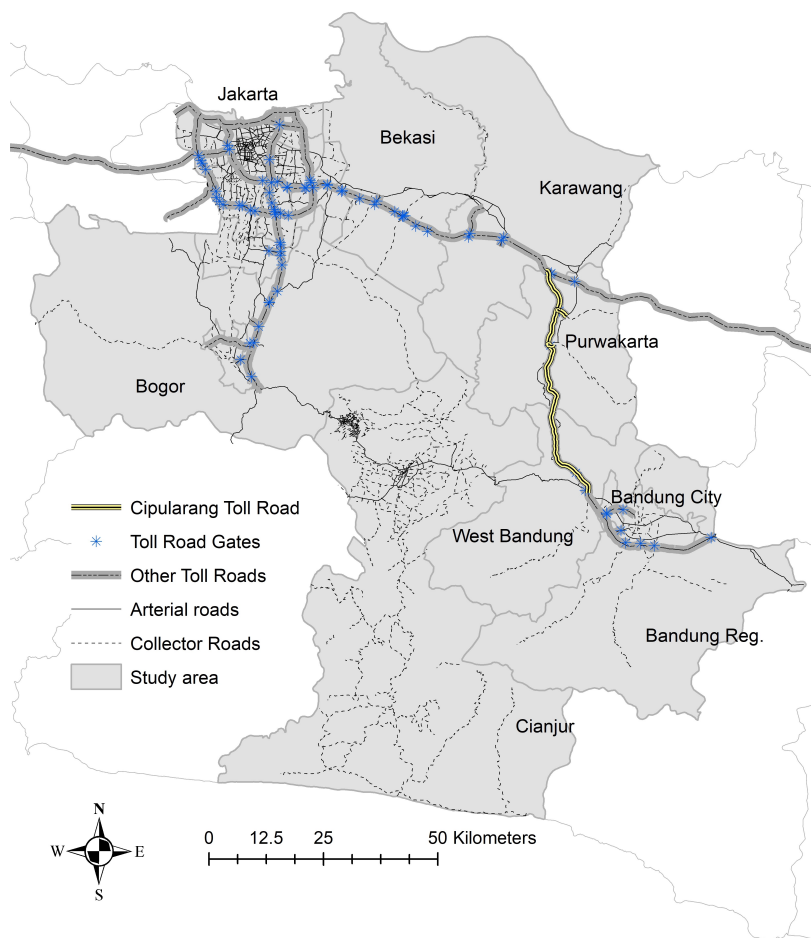 Jakarta
Bekasi
Karawang
Purwakarta
Bogor
Bandung City
West Bandung
Bandung Reg.
Cianjur
Cipularang Toll Road
Toll Road Gates
Other Toll Roads
Arterial roads
Collector Roads
Study area
N
W E
S
0 12.5 25 50 Kilometers